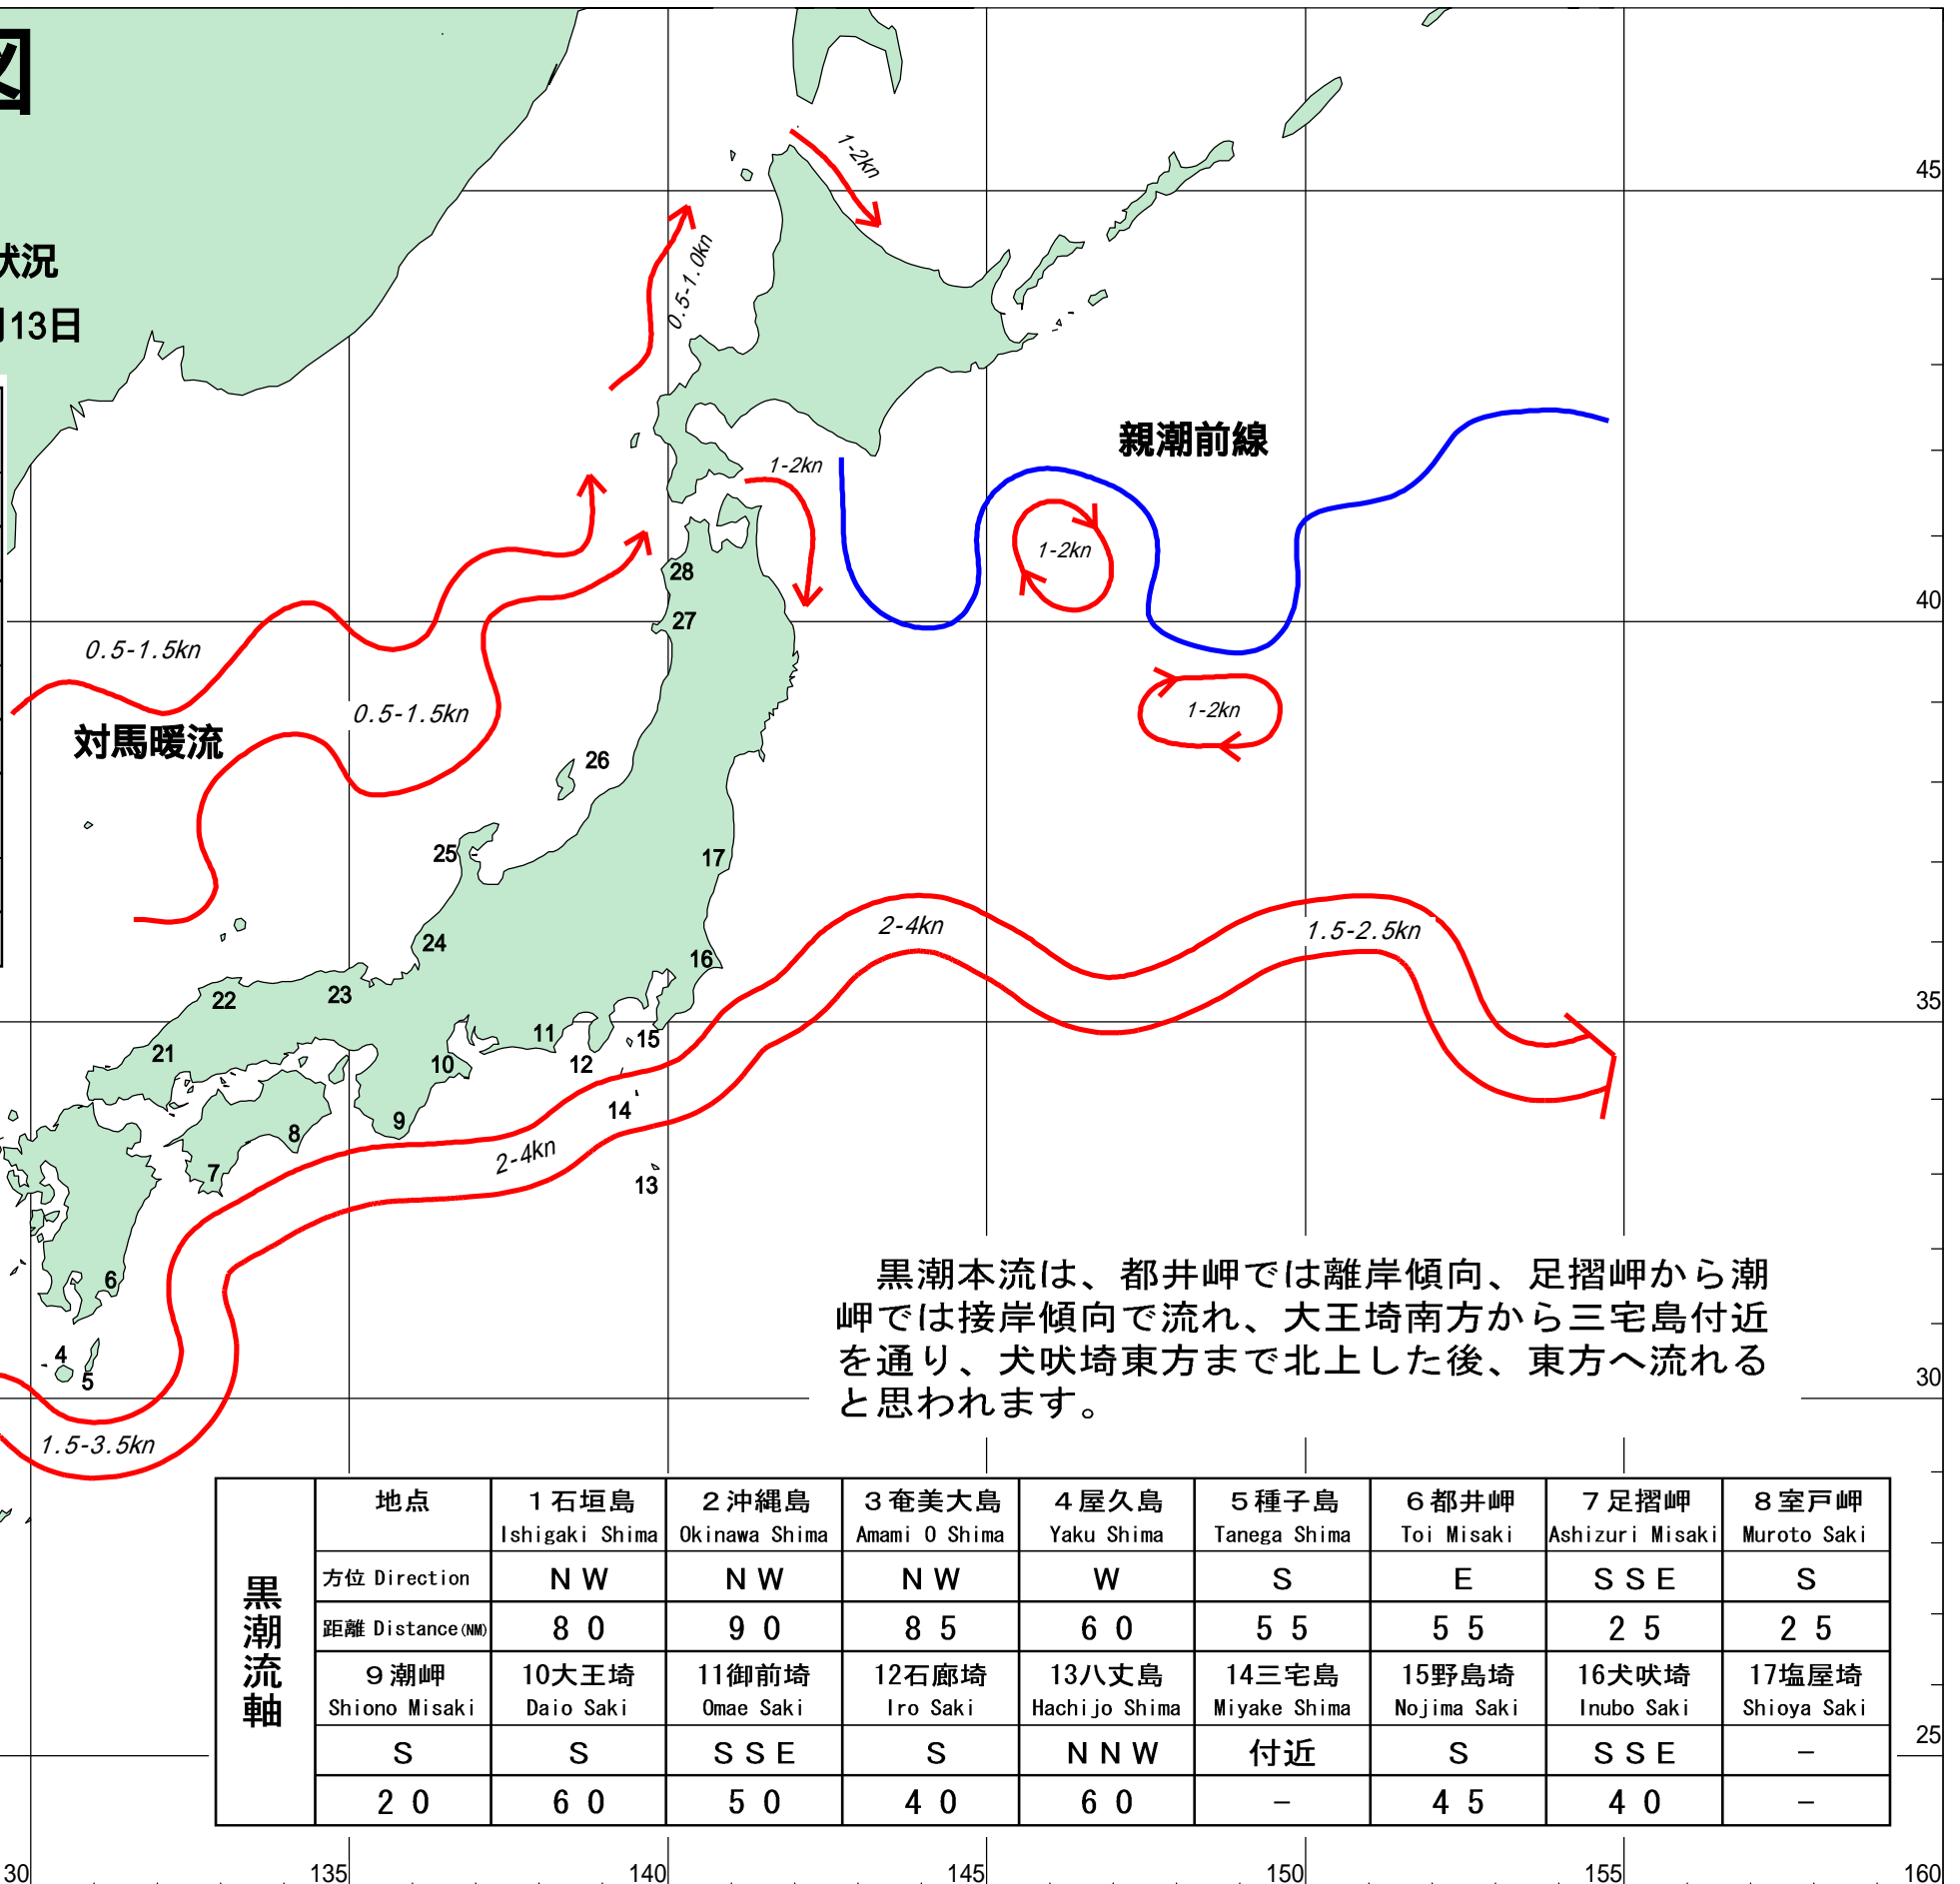 図
状況
月13日
1-2kn
45
0.5-1.0kn
親潮前線
1-2kn
1-2kn
28
40
27
0.5-1.5kn
0.5-1.5kn
1-2kn
対馬暖流
26
25
17
2-4kn
1.5-2.5kn
24
16
22
23
35
11
15
21
10
12
14
9
8
2-4kn
7
13
6
黒潮本流は、都井岬では離岸傾向、足摺岬から潮
岬では接岸傾向で流れ、大王埼南方から三宅島付近
を通り、犬吠埼東方まで北上した後、東方へ流れる
と思われます。
4
5
30
1.5-3.5kn
黒潮流軸
地点 1石垣島 2沖縄島 3奄美大島 4屋久島 5種子島 6都井岬 7足摺岬 8室戸岬
Ishigaki Shima Okinawa Shima Amami O Shima Yaku Shima Tanega Shima Toi Misaki Ashizuri Misaki Muroto Saki
方位 Direction NW NW NW W S E SSE S
距離 Distance(NM) 80 90 85 60 55 55 25 25
9潮岬 10大王埼 11御前埼 12石廊埼 13八丈島 14三宅島 15野島埼 16犬吠埼 17塩屋埼
Shiono Misaki Daio Saki Omae Saki Iro Saki Hachijo Shima Miyake Shima Nojima Saki Inubo Saki Shioya Saki
S S SSE S NNW 付近 S SSE －
20 60 50 40 60 － 45 40 －
25
30 135 140 145 150 155 160